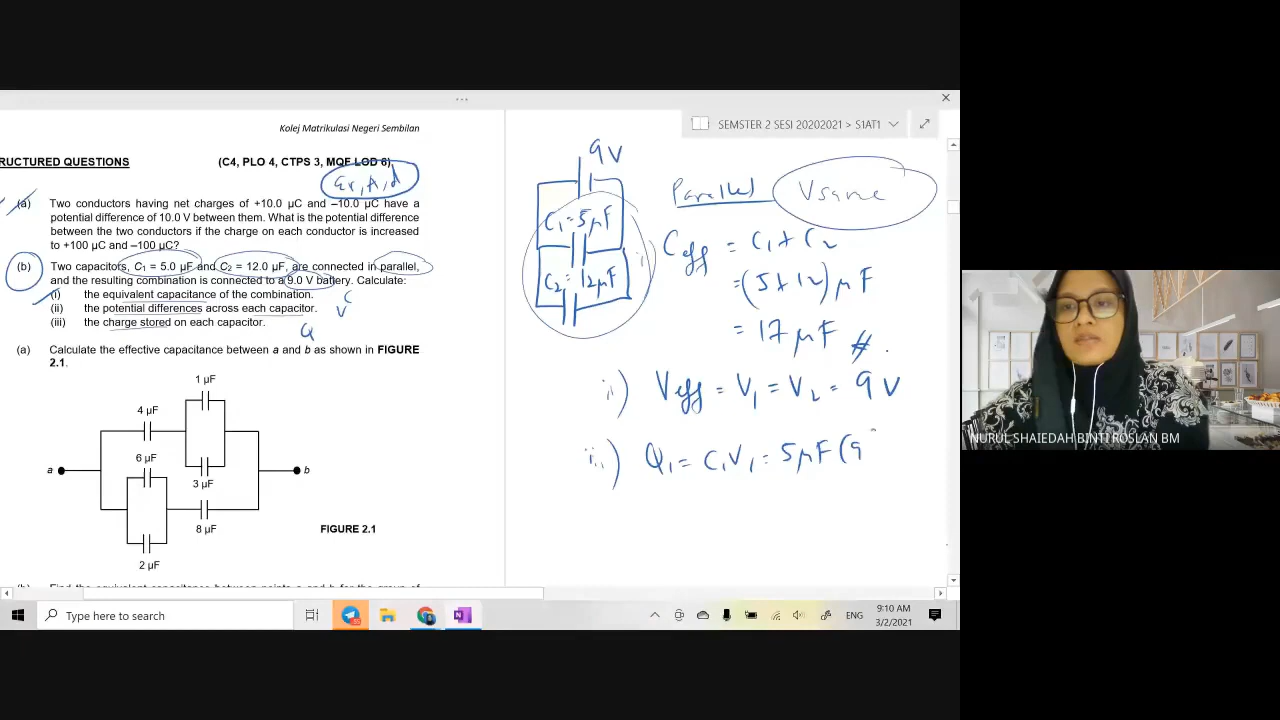 Kolej Matrikulasi Negeri Sembilan
SEMSTER 2 SESI 20202021 > S1AT1
RUCTURED QUESTIONS (C4, PLO 4, CTPS 3, MQF LOD 6)
(a) Two conductors having net charges of +10.0 µC and –10.0 µC have a
potential difference of 10.0 V between them. What is the potential difference
between the two conductors if the charge on each conductor is increased
to +100 µC and –100 µC?
(b) Two capacitors, C1 = 5.0 µF and C2 = 12.0 µF, are connected in parallel,
and the resulting combination is connected to a 9.0 V battery. Calculate:
(i) the equivalent capacitance of the combination. C
(ii) the potential differences across each capacitor. V
(iii) the charge stored on each capacitor. Q
(a) Calculate the effective capacitance between a and b as shown in FIGURE
2.1.
1 µF
4 µF
6 µF
a
b
3 µF
8 µF
FIGURE 2.1
2 µF
9V
C1 = 5µF
C2 = 12µF
Parallel V same
i) Ceff = C1 + C2
= (5 + 12) µF
= 17 µF #
ii) Veff = V1 = V2 = 9 V
iii) Q1 = C1V1 = 5µF (9
NURUL SHAIEDAH BINTI ROSLAN BM
Type here to search
ENG
9:10 AM
3/2/2021